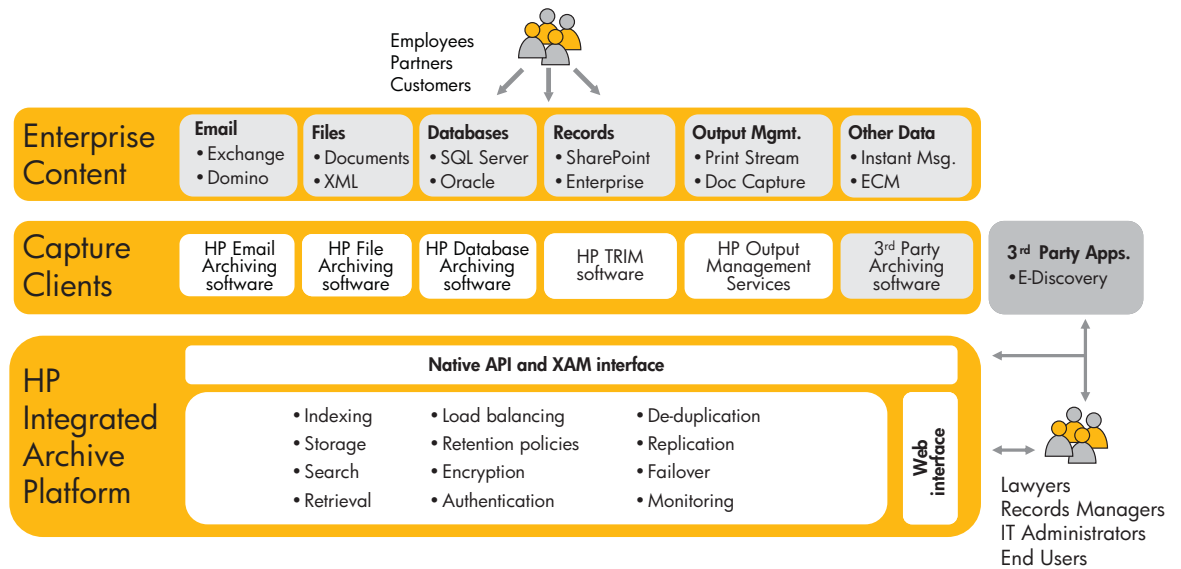 Employees
Partners
Customers
Enterprise
Content
Email
• Exchange
• Domino
Files
• Documents
• XML
Databases
• SQL Server
• Oracle
Records
• SharePoint
• Enterprise
Output Mgmt.
• Print Stream
• Doc Capture
Other Data
• Instant Msg.
• ECM
Capture
Clients
HP Email
Archiving
software
HP File
Archiving
software
HP Database
Archiving
software
HP TRIM
software
HP Output
Management
Services
3rd Party
Archiving
software
3rd Party Apps.
• E-Discovery
HP
Integrated
Archive
Platform
Native API and XAM interface
• Indexing
• Storage
• Search
• Retrieval
• Load balancing
• Retention policies
• Encryption
• Authentication
• De-duplication
• Replication
• Failover
• Monitoring
Web
interface
Lawyers
Records Managers
IT Administrators
End Users